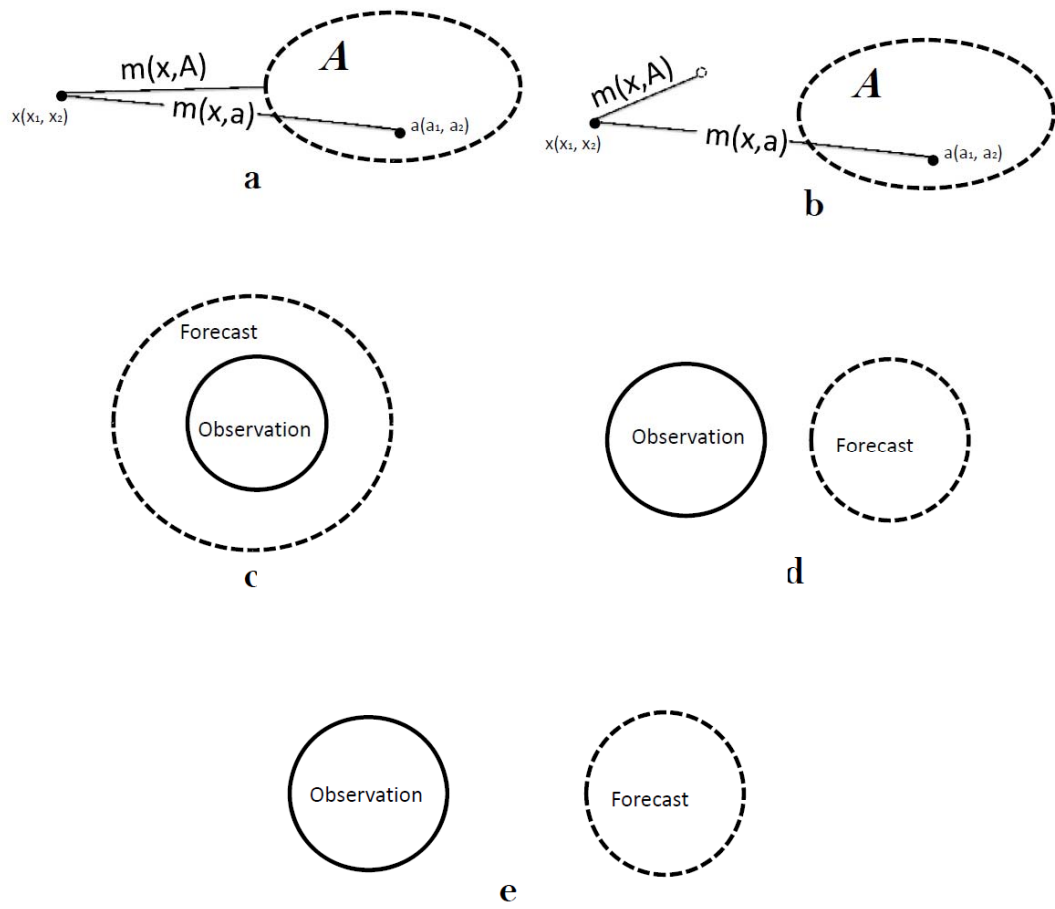 A
m(x,A)
x(x₁, x₂)
m(x,a)
a(a₁, a₂)
a
A
m(x,A)
x(x₁, x₂)
m(x,a)
a(a₁, a₂)
b
Forecast
Observation
c
Observation
Forecast
d
Observation
Forecast
e